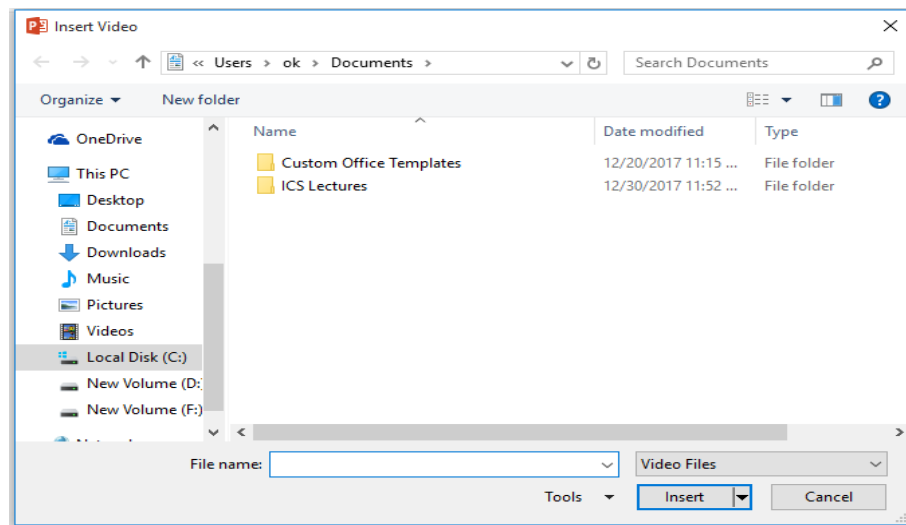 Insert Video
« Users › ok › Documents ›
Search Documents
Organize
New folder
Name
Date modified
Type
OneDrive
This PC
Desktop
Documents
Downloads
Music
Pictures
Videos
Local Disk (C:)
New Volume (D:
New Volume (F:)
Custom Office Templates 12/20/2017 11:15 ... File folder
ICS Lectures 12/30/2017 11:52 ... File folder
File name:
Video Files
Tools
Insert
Cancel